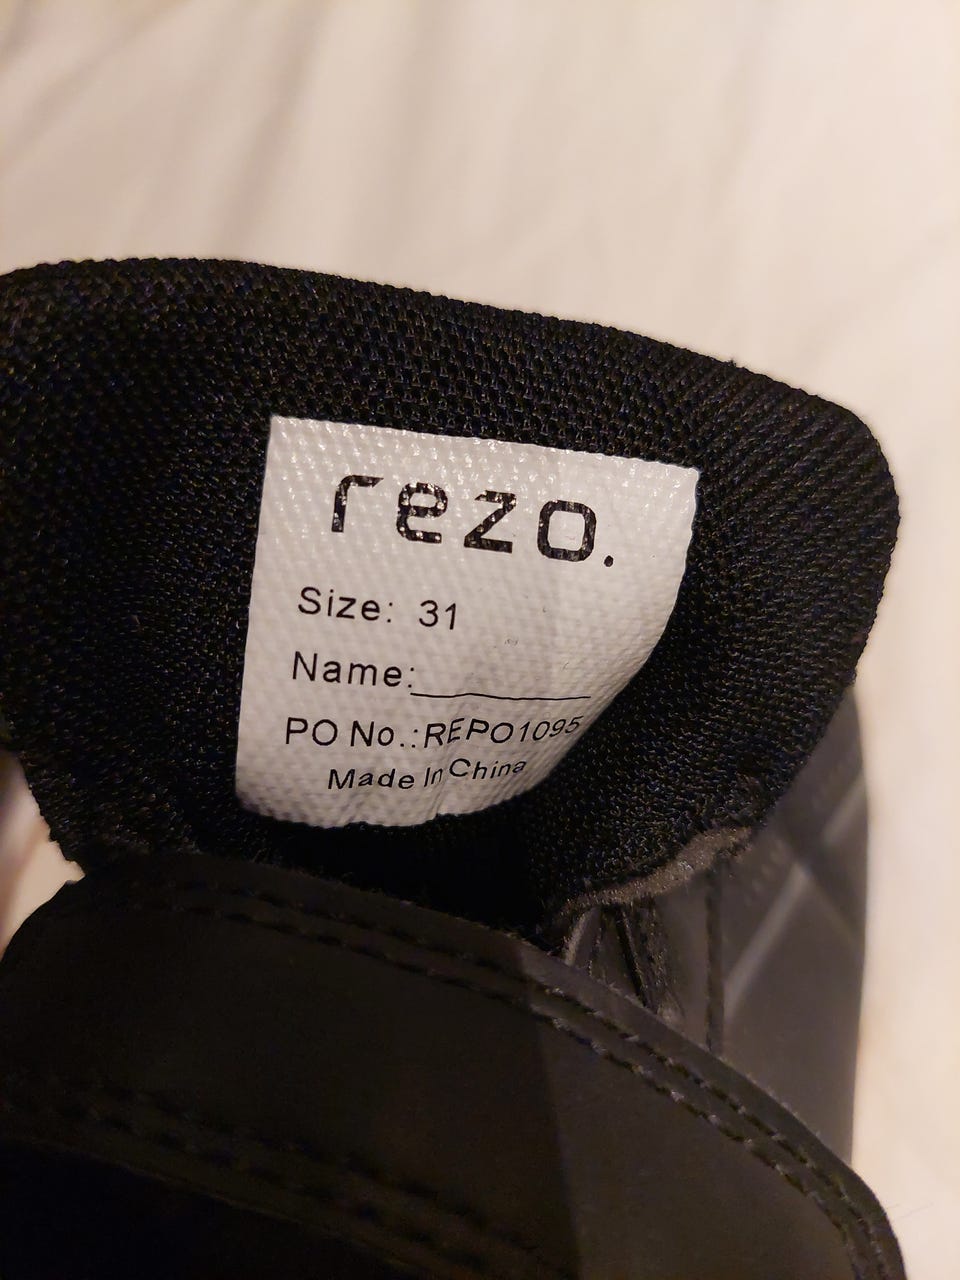 rezo.
Size: 31
Name:
PO No.:REPO1095
Made In China